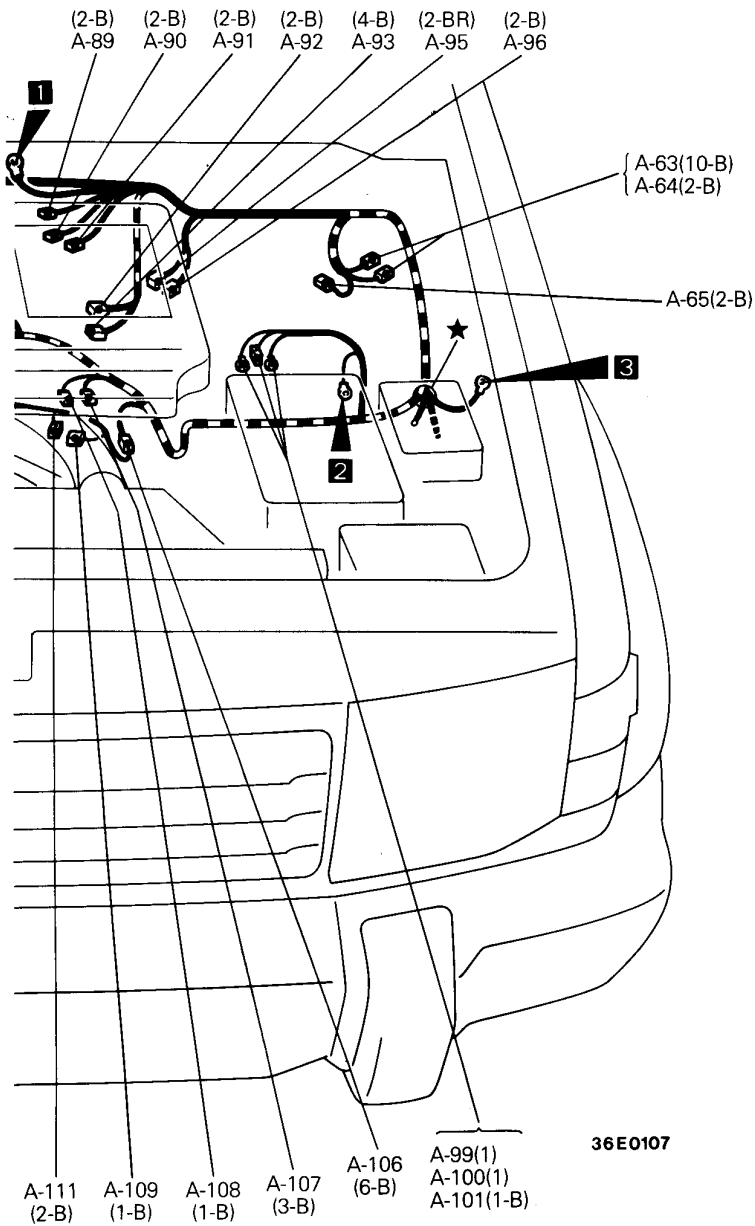 (2-B) (2-B) (2-B) (2-B) (4-B) (2-BR) (2-B)
A-89 A-90 A-91 A-92 A-93 A-95 A-96
1
A-63(10-B)
A-64(2-B)
A-65(2-B)
★
3
2
36E0107
A-111 A-109 A-108 A-107 A-106 A-99(1)
(2-B) (1-B) (1-B) (3-B) (6-B) A-100(1)
A-101(1-B)